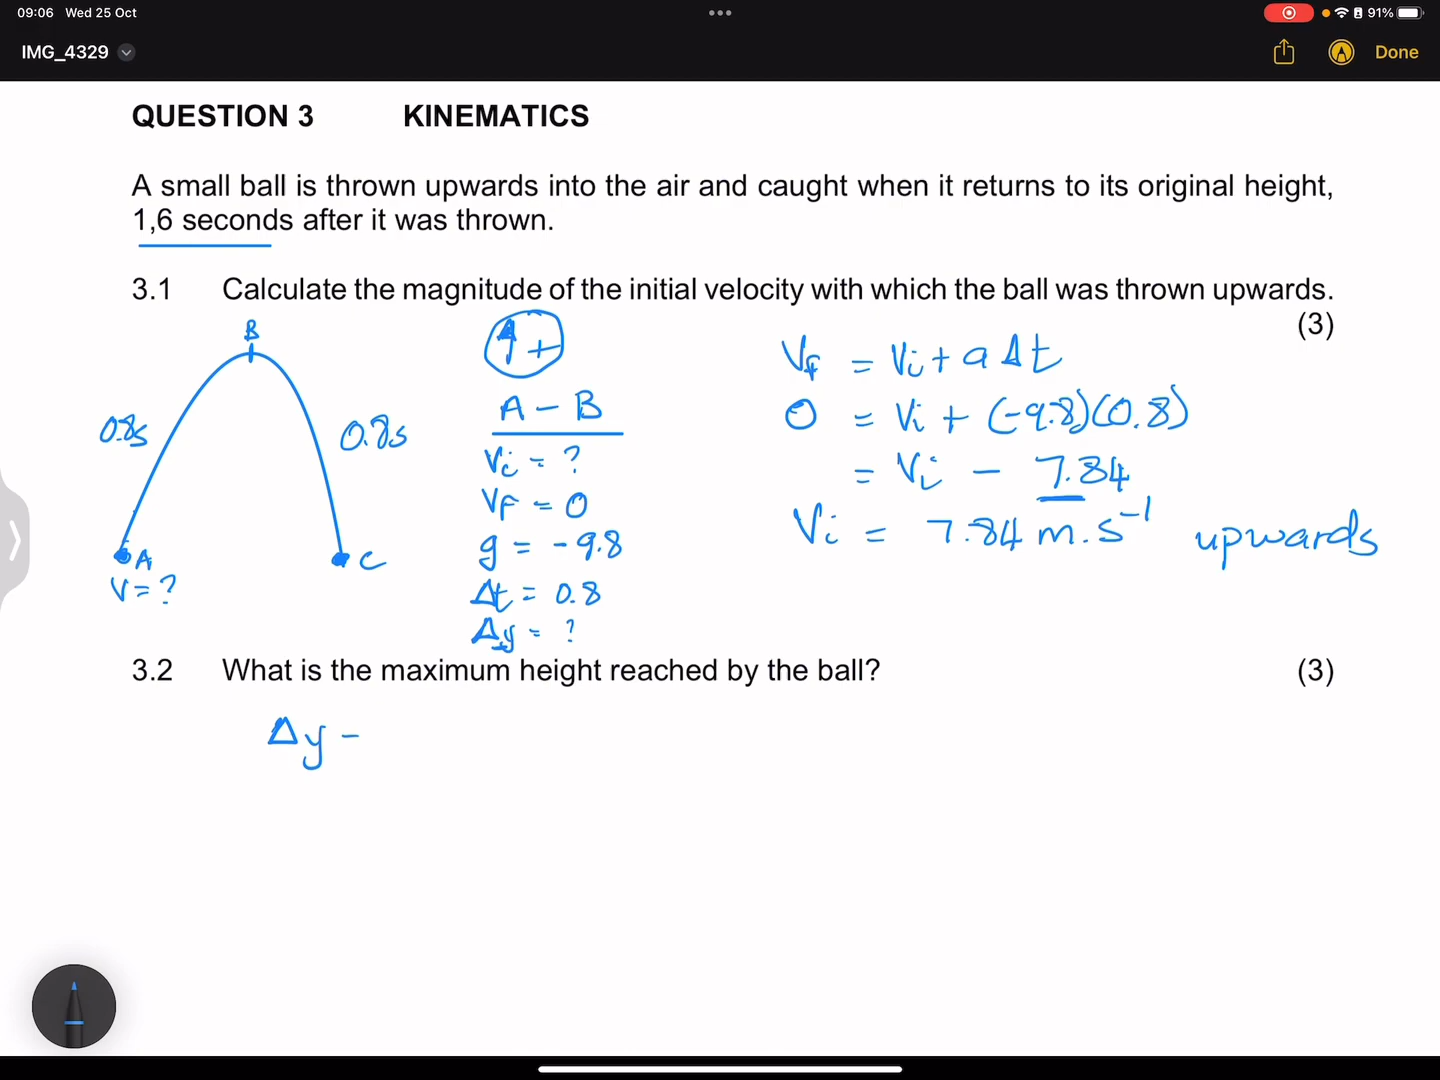 09:06 Wed 25 Oct
91%
IMG_4329
Done
QUESTION 3 KINEMATICS
A small ball is thrown upwards into the air and caught when it returns to its original height,
1,6 seconds after it was thrown.
3.1 Calculate the magnitude of the initial velocity with which the ball was thrown upwards.
(3)
B
0.8s
0.8s
A
V = ?
C
+
A - B
Vi = ?
VF = 0
g = -9.8
Δt = 0.8
Δy = ?
Vf = Vi + a Δt
0 = Vi + (-9.8)(0.8)
= Vi - 7.84
Vi = 7.84 m.s⁻¹ upwards
3.2 What is the maximum height reached by the ball? (3)
Δy -